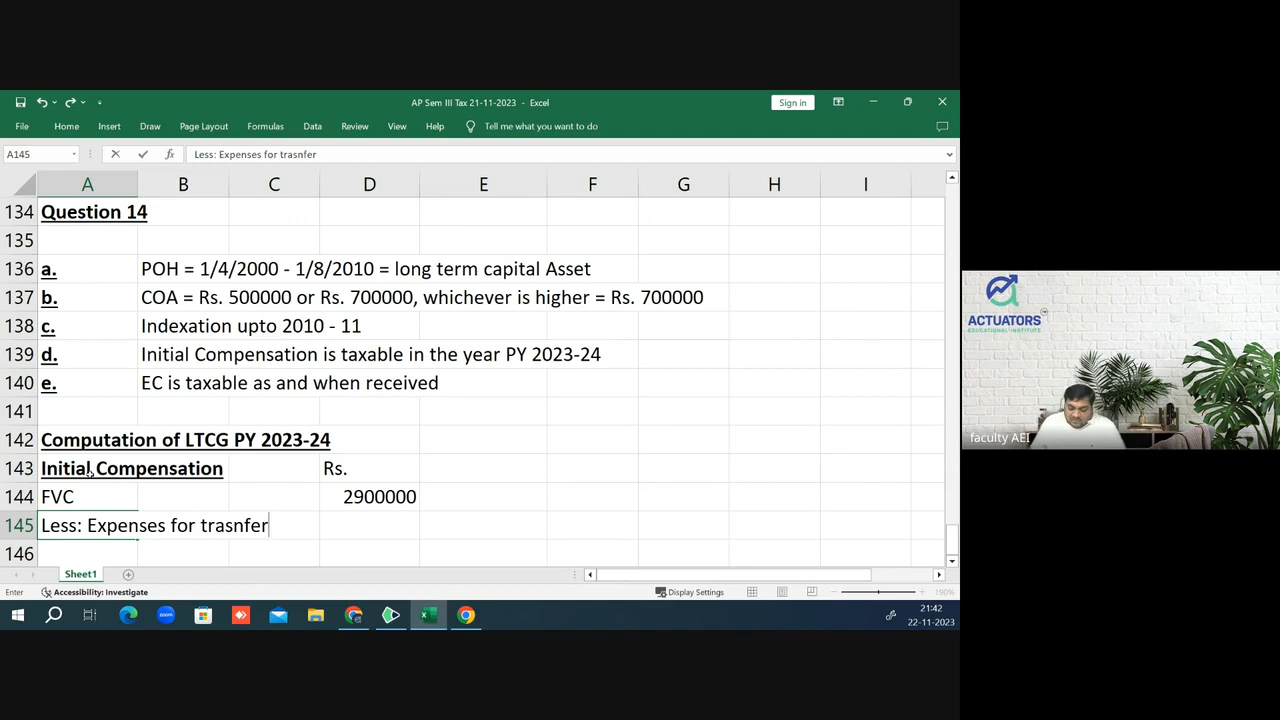 AP Sem III Tax 21-11-2023 - Excel
Sign in
File Home Insert Draw Page Layout Formulas Data Review View Help Tell me what you want to do
A145 fx Less: Expenses for trasnfer
A B C D E F G H I
134 Question 14
135
136 a. POH = 1/4/2000 - 1/8/2010 = long term capital Asset
137 b. COA = Rs. 500000 or Rs. 700000, whichever is higher = Rs. 700000
138 c. Indexation upto 2010 - 11
139 d. Initial Compensation is taxable in the year PY 2023-24
140 e. EC is taxable as and when received
141
142 Computation of LTCG PY 2023-24
143 Initial Compensation Rs.
144 FVC 2900000
145 Less: Expenses for trasnfer
146
Sheet1
Enter Accessibility: Investigate Display Settings 190%
zoom
21:42
22-11-2023
ACTUATORS
EDUCATIONAL INSTITUTE
faculty AEI